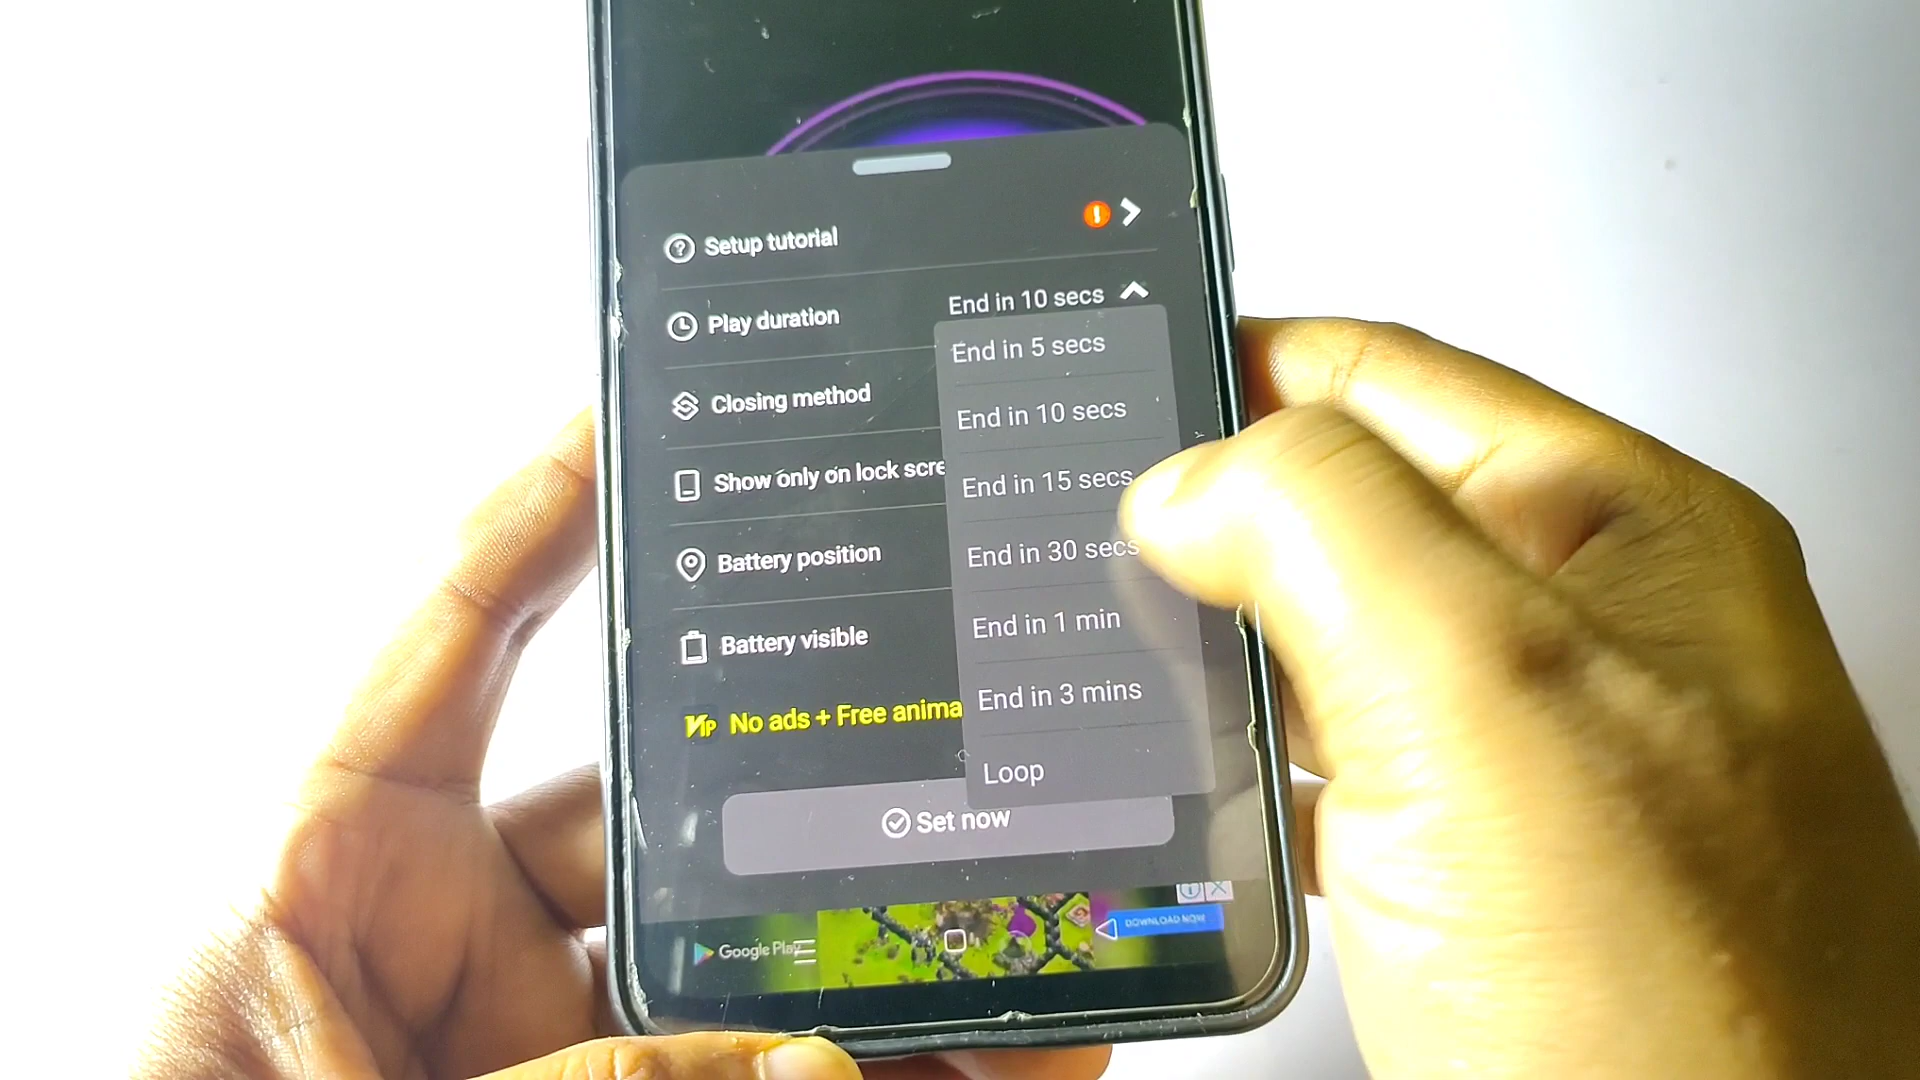 Setup tutorial
Play duration
End in 10 secs
End in 5 secs
Closing method
End in 10 secs
Show only on lock scre
End in 15 secs
Battery position
End in 30 secs
Battery visible
End in 1 min
VIP No ads + Free anima
End in 3 mins
Loop
Set now
Google Play
DOWNLOAD NOW